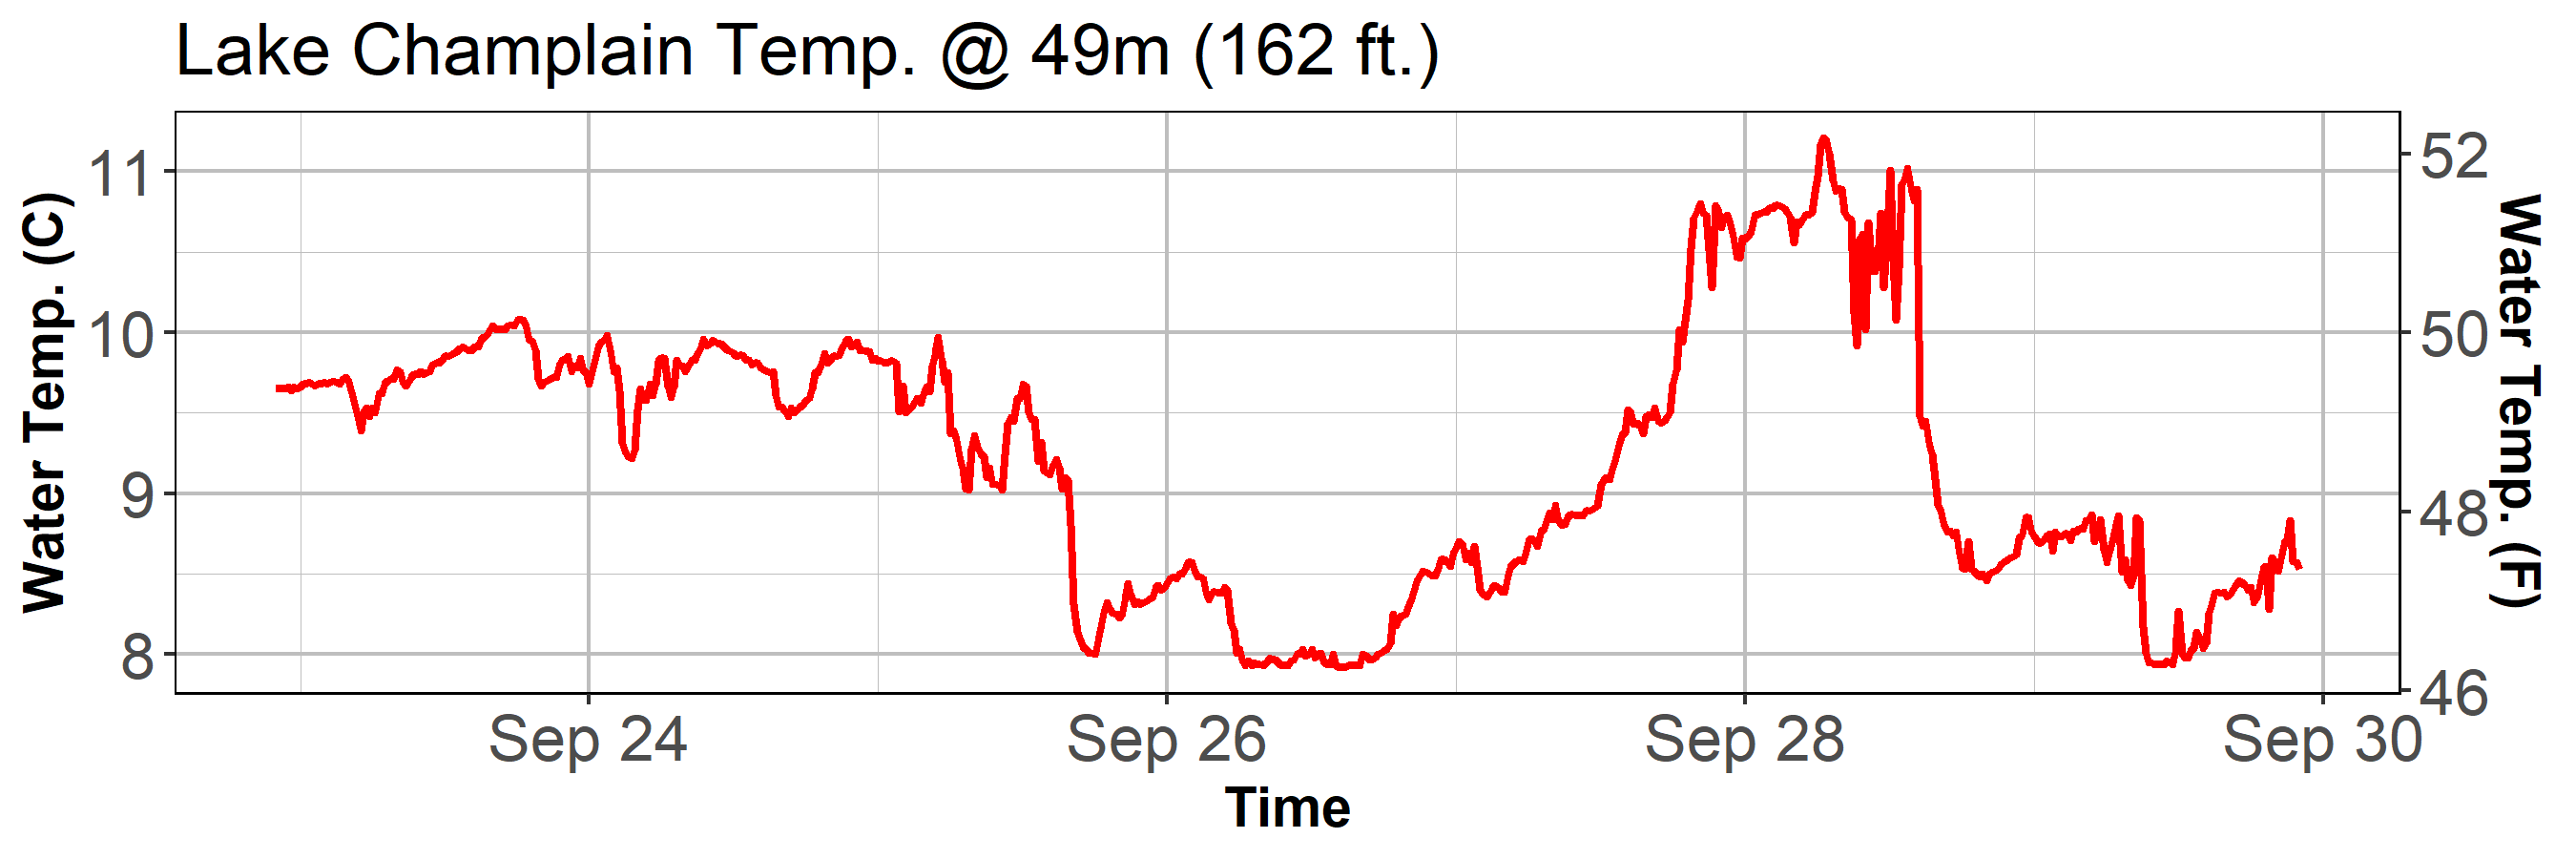 Lake Champlain Temp. @ 49m (162 ft.)
Water Temp. (C)
11
10
9
8
52
50
48
46
Water Temp. (F)
Sep 24 Sep 26 Sep 28 Sep 30
Time